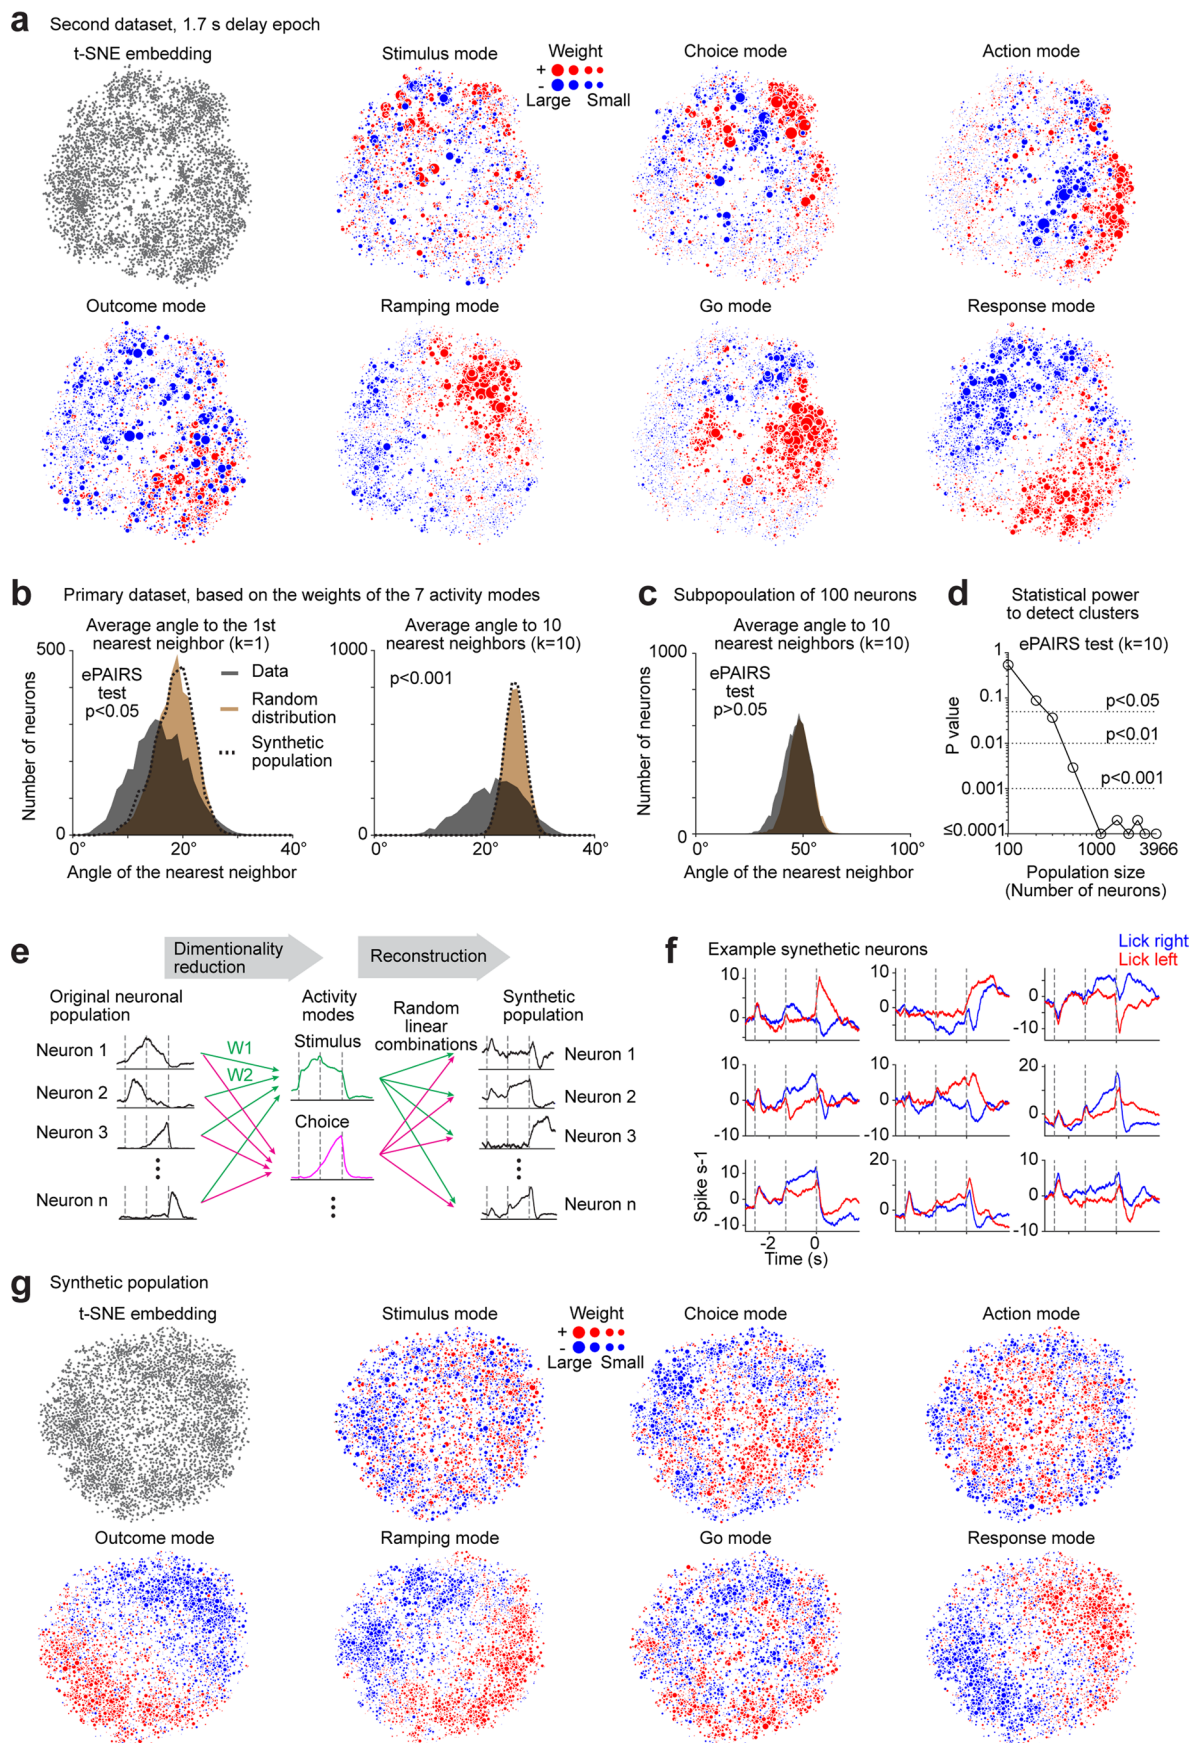 a Second dataset, 1.7 s delay epoch
t-SNE embedding
Stimulus mode
Weight
+
-
Large Small
Choice mode
Action mode
Outcome mode
Ramping mode
Go mode
Response mode
b Primary dataset, based on the weights of the 7 activity modes
Average angle to the 1st
nearest neighbor (k=1)
500
0
Number of neurons
ePAIRS
test
p<0.05
Data
Random
distribution
Synthetic
population
0° 20° 40°
Average angle to 10
nearest neighbors (k=10)
1000
0
p<0.001
0° 20° 40°
Angle of the nearest neighbor
c Subpopoulation of 100 neurons
Average angle to 10
nearest neighbors (k=10)
1000
0
Number of neurons
ePAIRS
test
p>0.05
0° 50° 100°
Angle of the nearest neighbor
d Statistical power
to detect clusters
ePAIRS test (k=10)
P value
1
0.1
0.01
0.001
≤0.0001
p<0.05
p<0.01
p<0.001
100 1000 3966
Population size
(Number of neurons)
e
Dimentionality
reduction
Reconstruction
Original neuronal
population
Activity
modes
Random
linear
combinations
Synthetic
population
Neuron 1
Neuron 2
Neuron 3
Neuron n
W1
W2
Stimulus
Choice
Neuron 1
Neuron 2
Neuron 3
Neuron n
f Example synethetic neurons
Lick right
Lick left
10
0
10
0
0
-10
10
0
-10
10
0
-10
20
0
10
0
-10
20
0
10
0
-10
Spike s-1
-2 0
Time (s)
g Synthetic population
t-SNE embedding
Stimulus mode
Weight
+
-
Large Small
Choice mode
Action mode
Outcome mode
Ramping mode
Go mode
Response mode